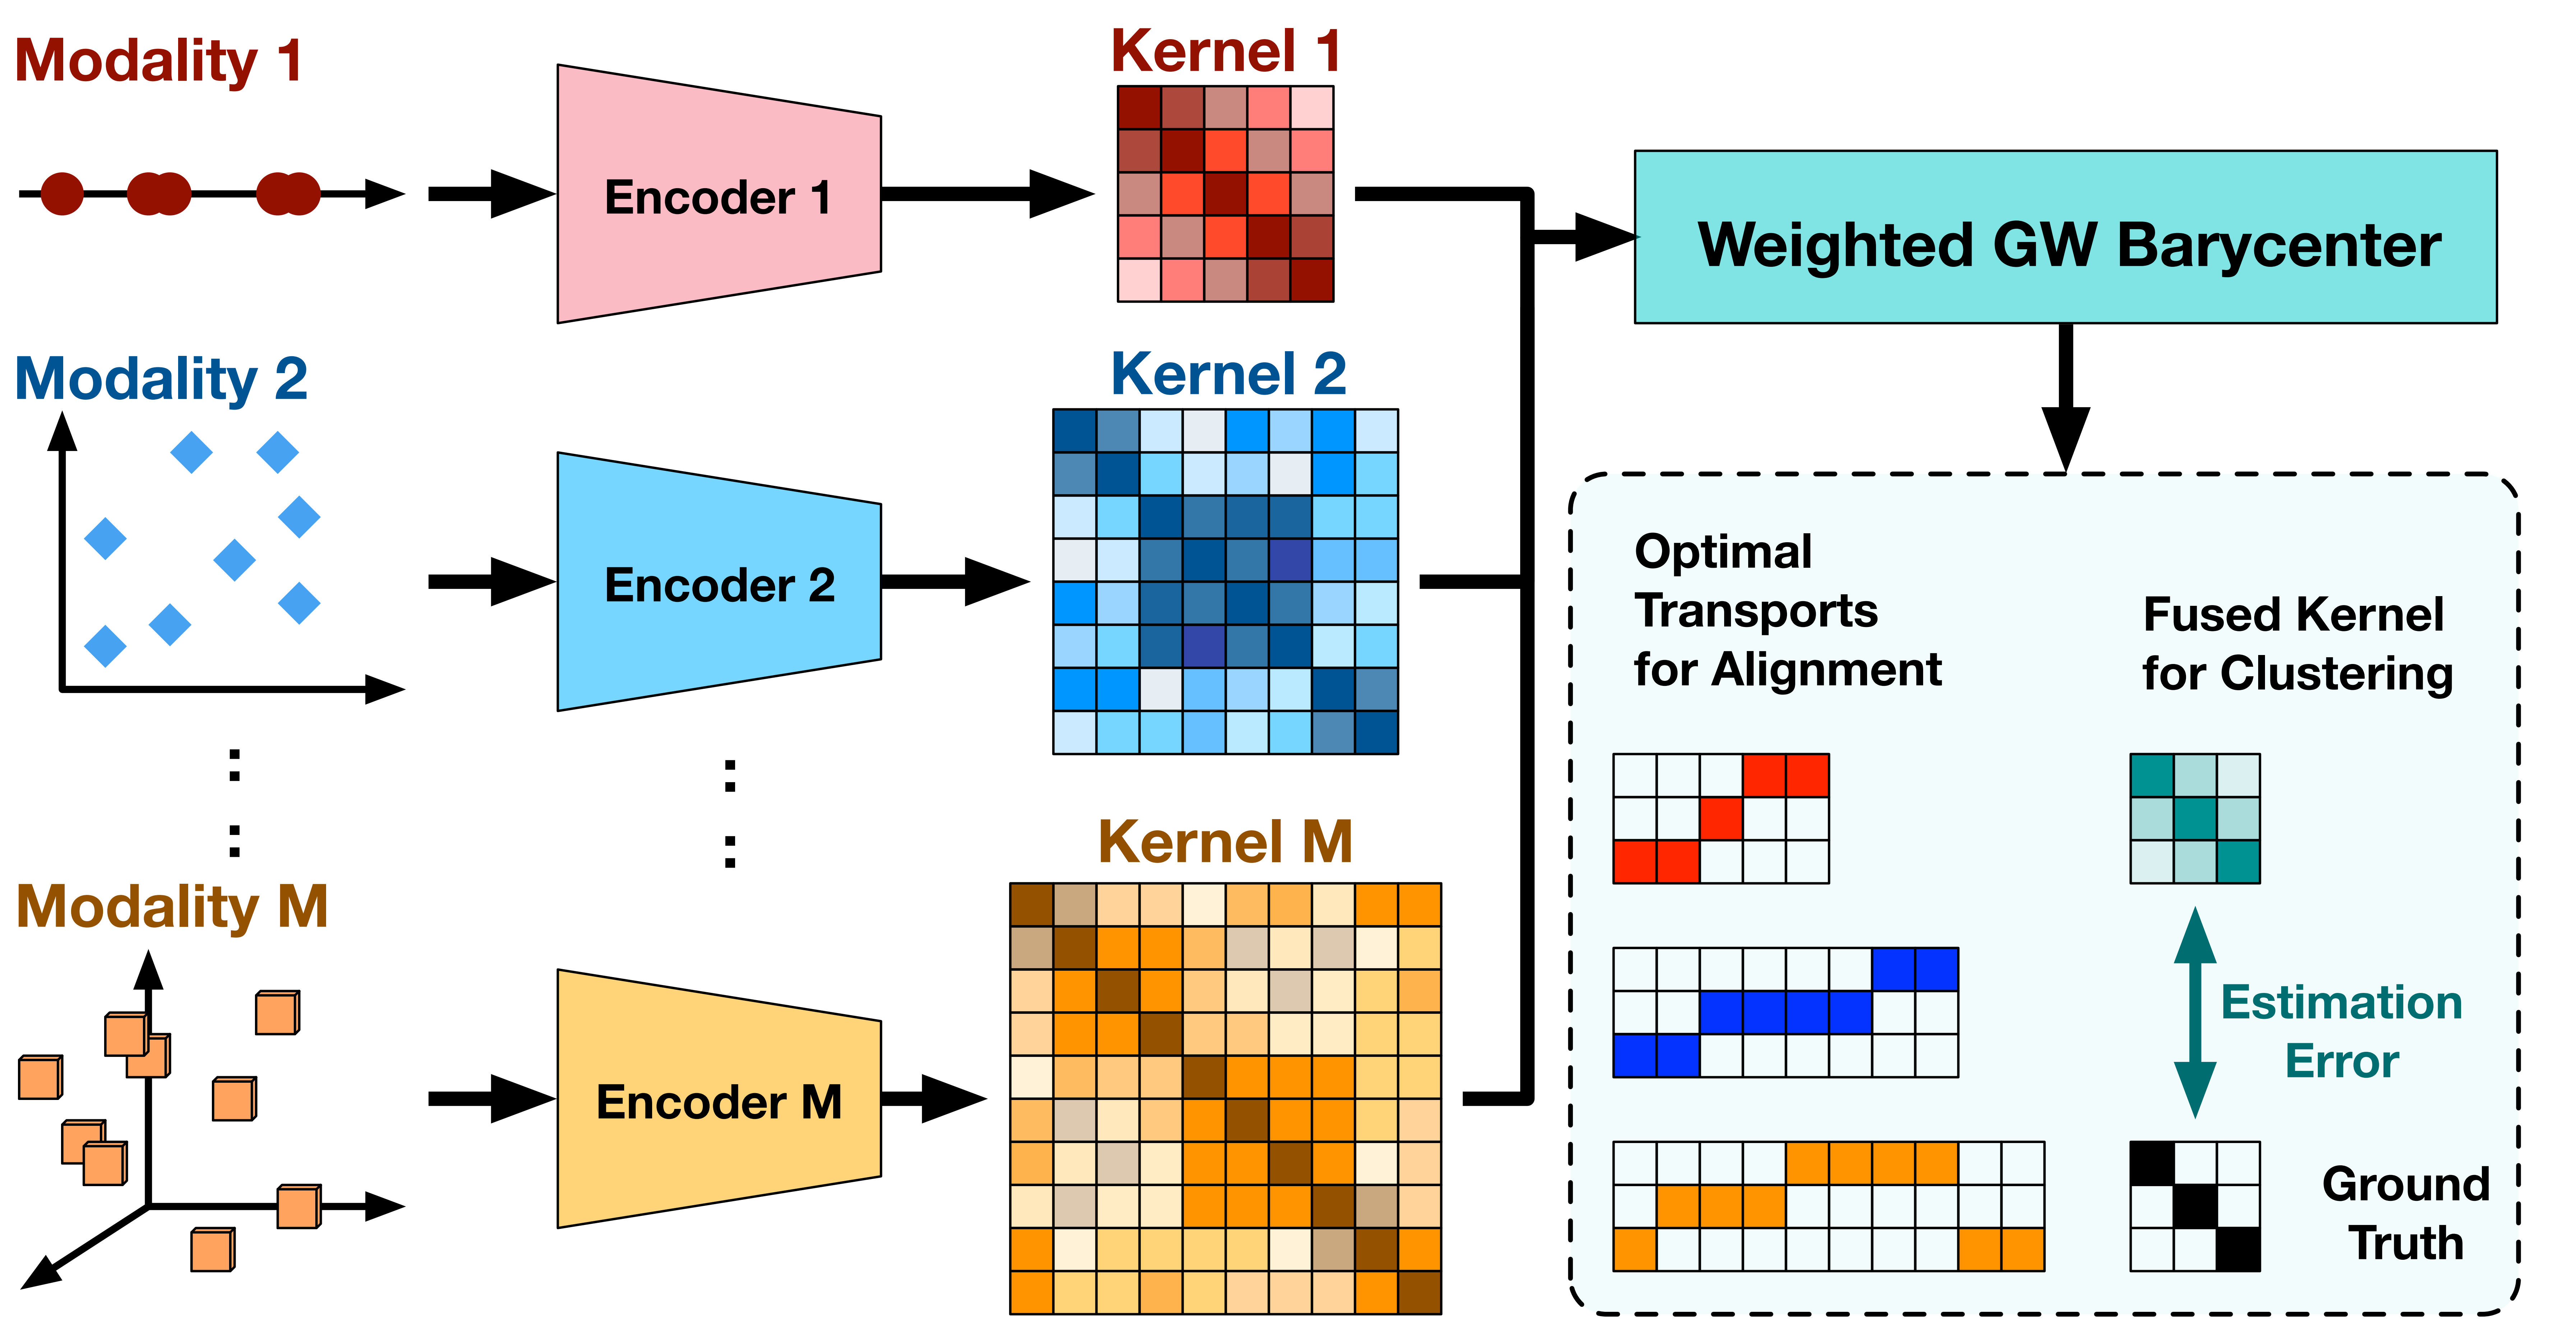 Modality 1
Encoder 1
Kernel 1
Weighted GW Barycenter
Modality 2
Encoder 2
Kernel 2
Modality M
Encoder M
Kernel M
Optimal
Transports
for Alignment
Fused Kernel
for Clustering
Estimation
Error
Ground
Truth